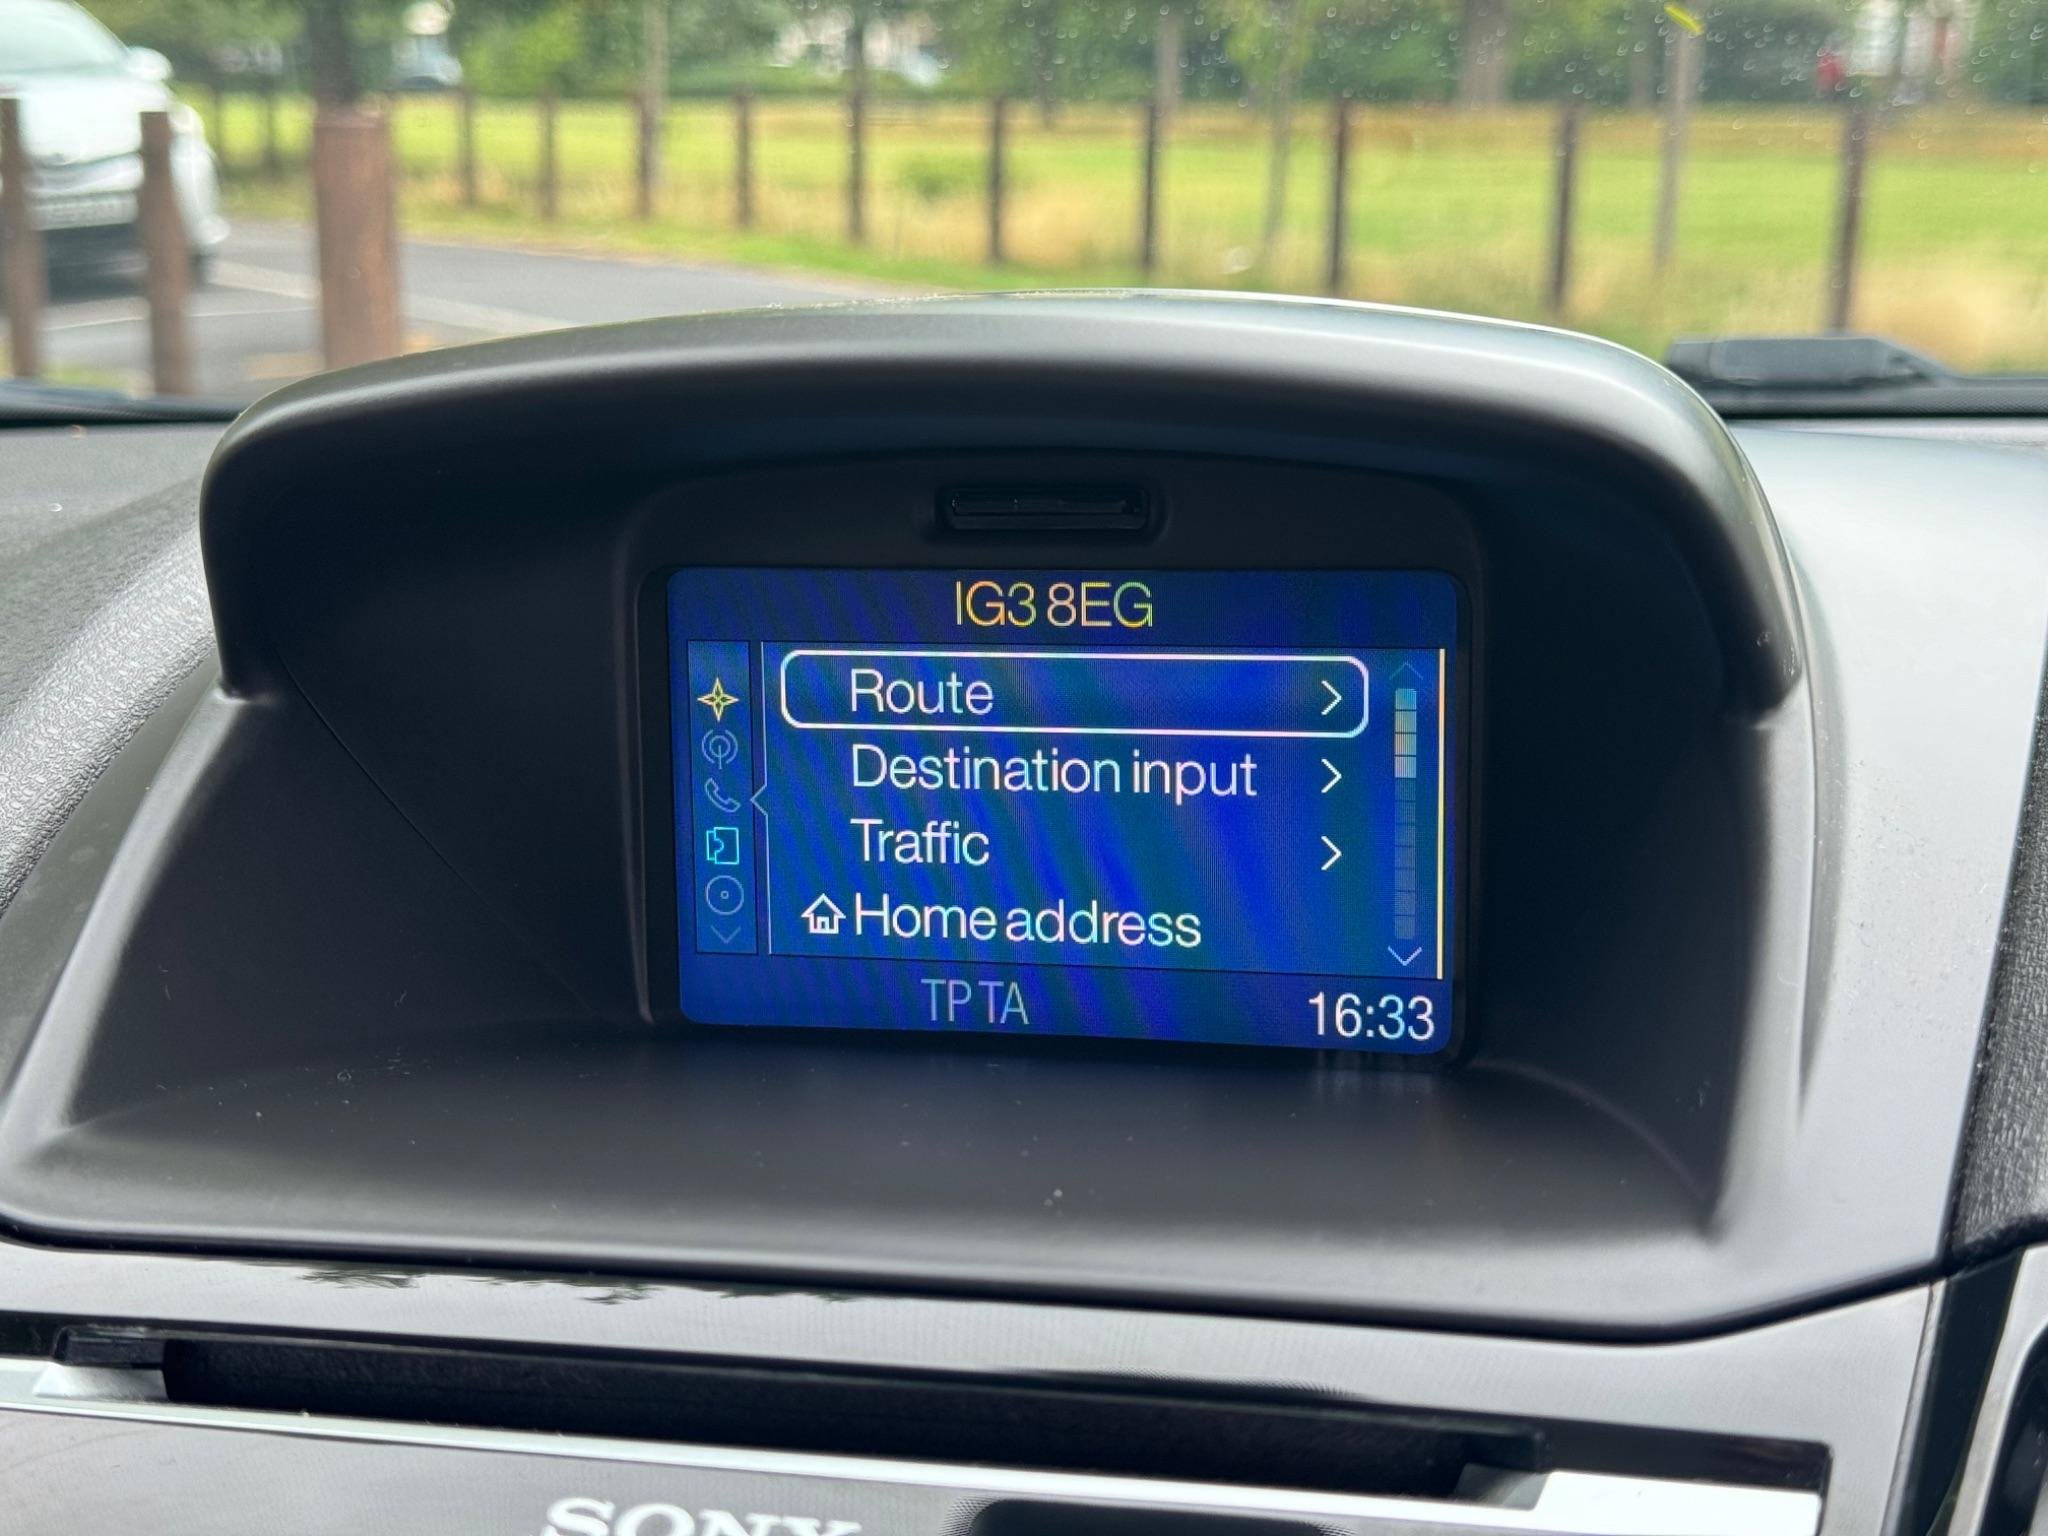 IG3 8EG
Route
Destination input
Traffic
Home address
TP TA
16:33
SONY